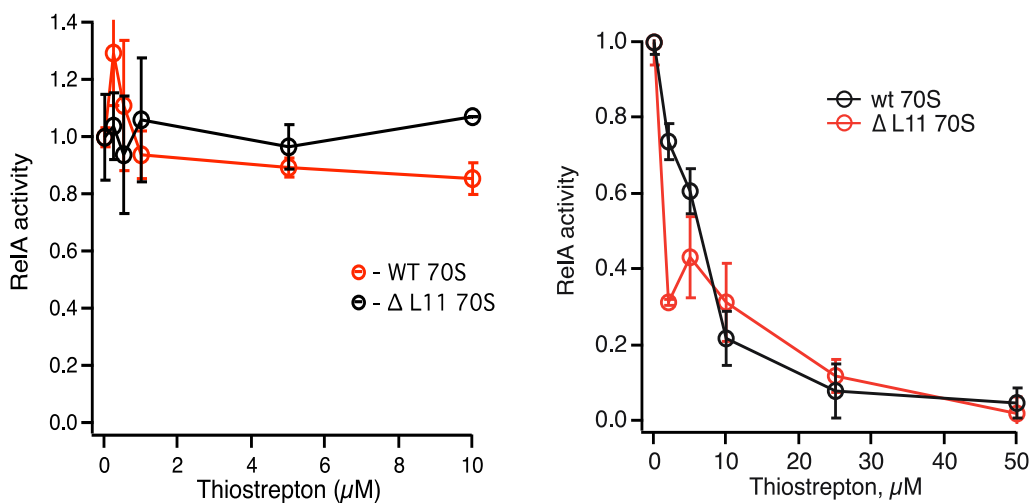 1.4
1.2
1.0
0.8
0.6
0.4
0.2
0.0
RelA activity
- WT 70S
- Δ L11 70S
0 2 4 6 8 10
Thiostrepton (µM)
1.0
0.8
0.6
0.4
0.2
0.0
RelA activity
wt 70S
Δ L11 70S
0 10 20 30 40 50
Thiostrepton, µM